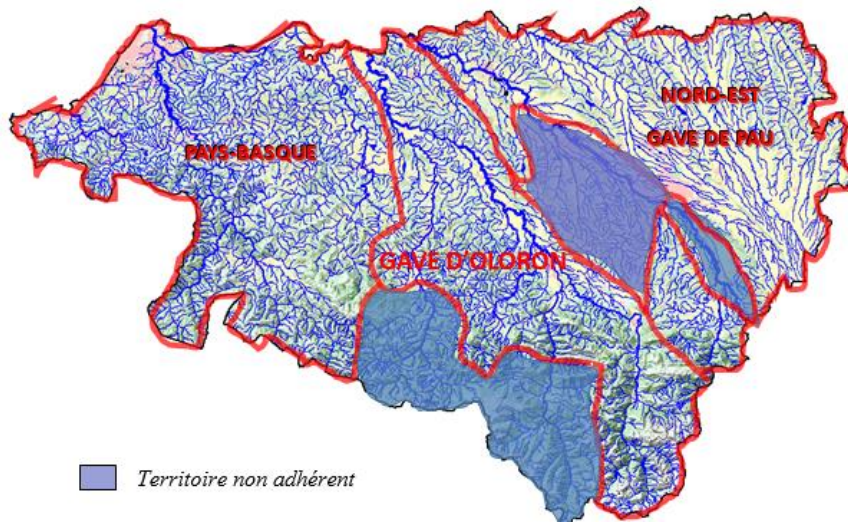 NORD-EST
GAVE DE PAU
PAYS-BASQUE
GAVE D'OLORON
Territoire non adhérent